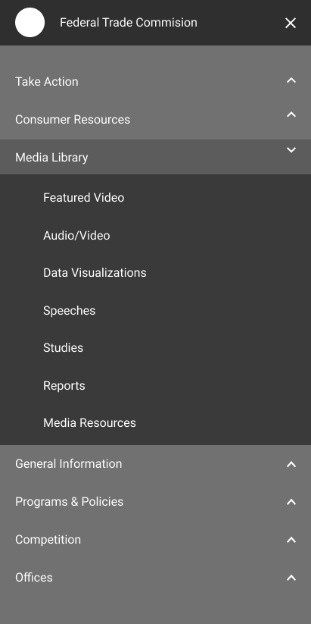 Federal Trade Commision
Take Action
Consumer Resources
Media Library
Featured Video
Audio/Video
Data Visualizations
Speeches
Studies
Reports
Media Resources
General Information
Programs & Policies
Competition
Offices